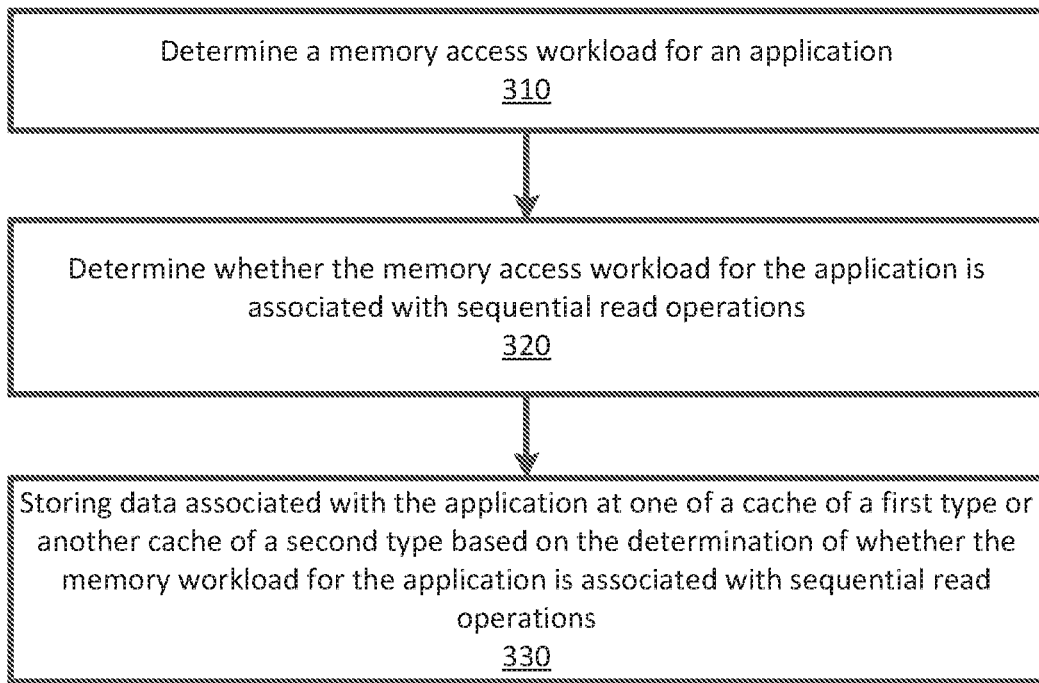 Determine a memory access workload for an application
310
Determine whether the memory access workload for the application is
associated with sequential read operations
320
Storing data associated with the application at one of a cache of a first type or
another cache of a second type based on the determination of whether the
memory workload for the application is associated with sequential read
operations
330